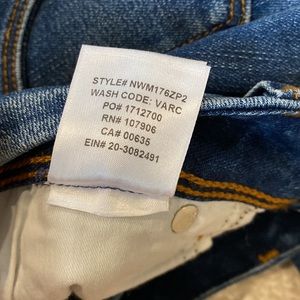 STYLE# NWM176ZP2
WASH CODE: VARC
PO# 1712700
RN# 107906
CA# 00635
EIN# 20-3082491